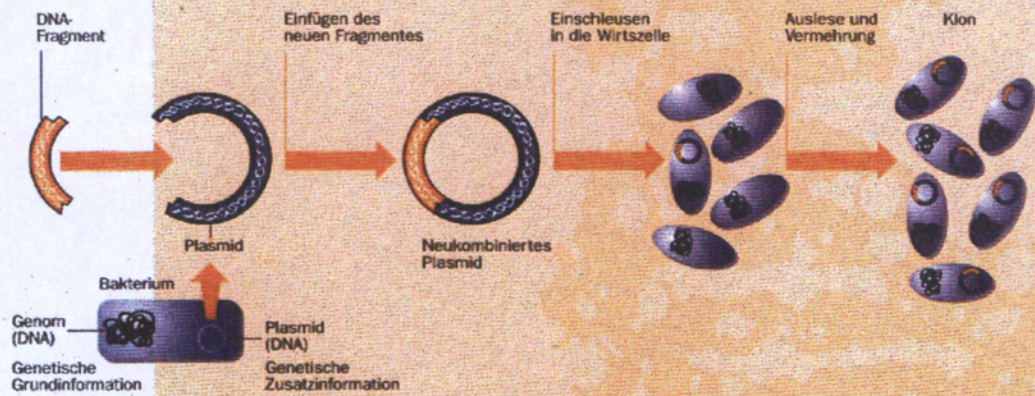 DNA-
Fragment
Einfügen des
neuen Fragmentes
Einschleusen
in die Wirtszelle
Auslese und
Vermehrung
Klon
Plasmid
Neukombiniertes
Plasmid
Bakterium
Genom
(DNA)
Plasmid
(DNA)
Genetische
Grundinformation
Genetische
Zusatzinformation